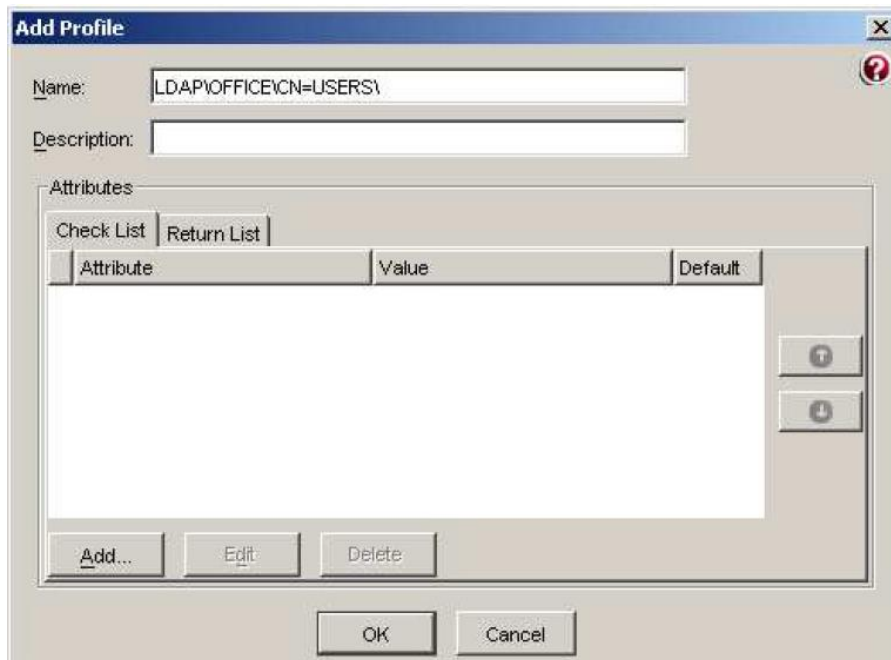 Add Profile
Name: LDAP\OFFICE\CN=USERS\
Description:
Attributes
Check List Return List
Attribute Value Default
Add... Edit Delete
OK Cancel